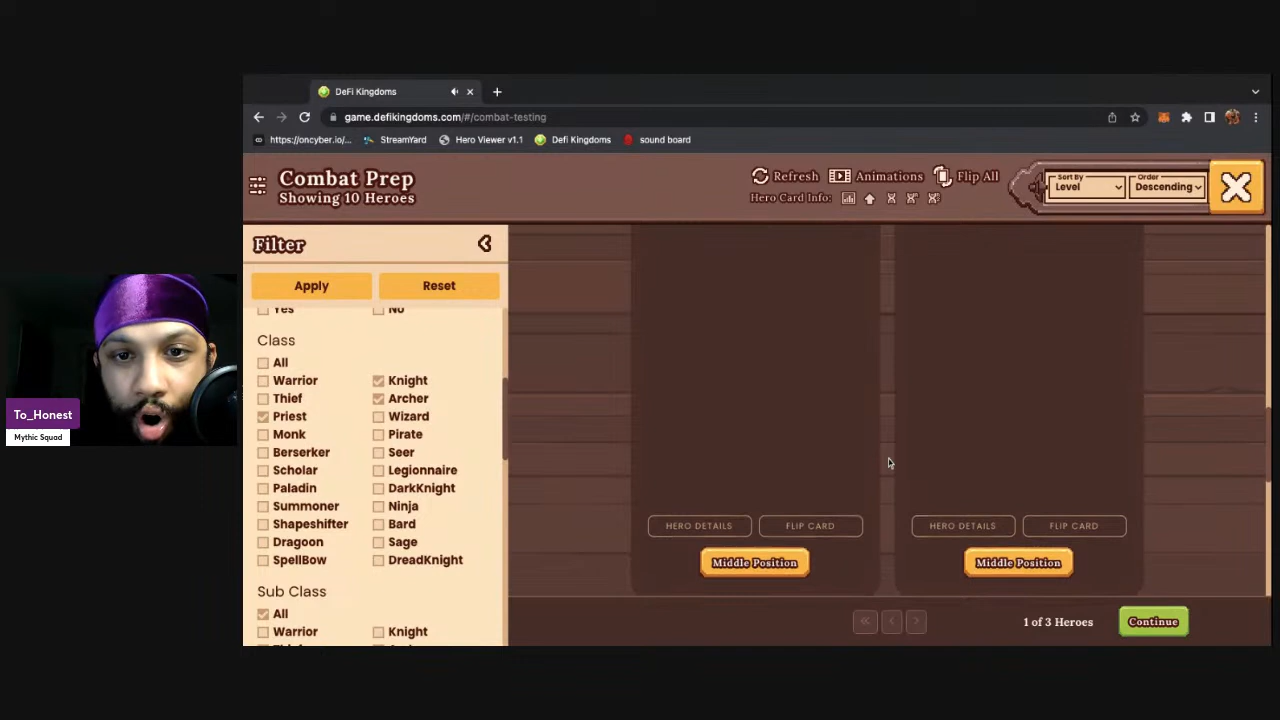 DeFi Kingdoms
game.defikingdoms.com/#/combat-testing
https://oncyber.io/... StreamYard Hero Viewer v1.1 Defi Kingdoms sound board
Combat Prep
Showing 10 Heroes
Refresh Animations Flip All
Hero Card Info:
Sort By
Level
Order
Descending
Filter
Apply Reset
Yes No
Class
All
Warrior Knight
Thief Archer
Priest Wizard
Monk Pirate
Berserker Seer
Scholar Legionnaire
Paladin DarkKnight
Summoner Ninja
Shapeshifter Bard
Dragoon Sage
SpellBow DreadKnight
Sub Class
All
Warrior Knight
HERO DETAILS FLIP CARD HERO DETAILS FLIP CARD
Middle Position Middle Position
1 of 3 Heroes Continue
To_Honest
Mythic Squad